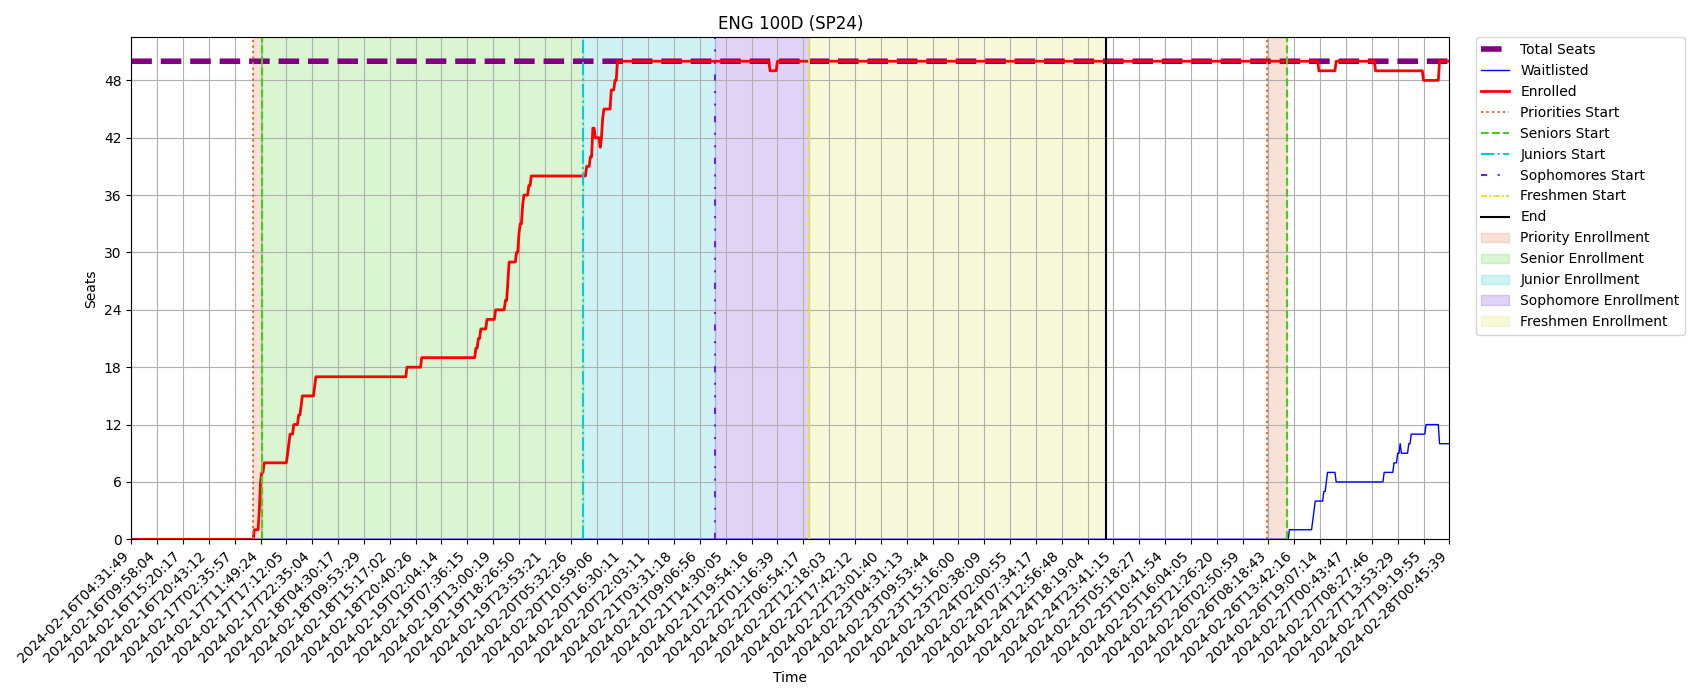 ENG 100D (SP24)
Seats
48
42
36
30
24
18
12
6
0
2024-02-16T04:31:49
2024-02-16T09:58:04
2024-02-16T15:20:17
2024-02-16T20:43:12
2024-02-17T02:35:57
2024-02-17T11:49:24
2024-02-17T17:12:05
2024-02-17T22:35:04
2024-02-18T04:30:17
2024-02-18T09:53:29
2024-02-18T15:17:02
2024-02-18T20:40:26
2024-02-19T02:04:14
2024-02-19T07:36:15
2024-02-19T13:00:19
2024-02-19T18:26:50
2024-02-19T23:53:21
2024-02-20T05:32:26
2024-02-20T10:59:06
2024-02-20T16:30:11
2024-02-20T22:03:11
2024-02-21T03:31:18
2024-02-21T09:06:56
2024-02-21T14:30:05
2024-02-21T19:54:16
2024-02-22T01:16:39
2024-02-22T06:54:17
2024-02-22T12:18:03
2024-02-22T17:42:12
2024-02-22T23:01:40
2024-02-23T04:31:13
2024-02-23T09:53:44
2024-02-23T15:16:00
2024-02-23T20:38:09
2024-02-24T02:00:55
2024-02-24T07:34:17
2024-02-24T12:56:48
2024-02-24T18:19:04
2024-02-24T23:41:15
2024-02-25T05:18:27
2024-02-25T10:41:54
2024-02-25T16:04:05
2024-02-25T21:26:20
2024-02-26T02:50:59
2024-02-26T08:18:43
2024-02-26T13:42:16
2024-02-26T19:07:14
2024-02-27T00:43:47
2024-02-27T08:27:46
2024-02-27T13:53:29
2024-02-27T19:19:55
2024-02-28T00:45:39
Time
Total Seats
Waitlisted
Enrolled
Priorities Start
Seniors Start
Juniors Start
Sophomores Start
Freshmen Start
End
Priority Enrollment
Senior Enrollment
Junior Enrollment
Sophomore Enrollment
Freshmen Enrollment